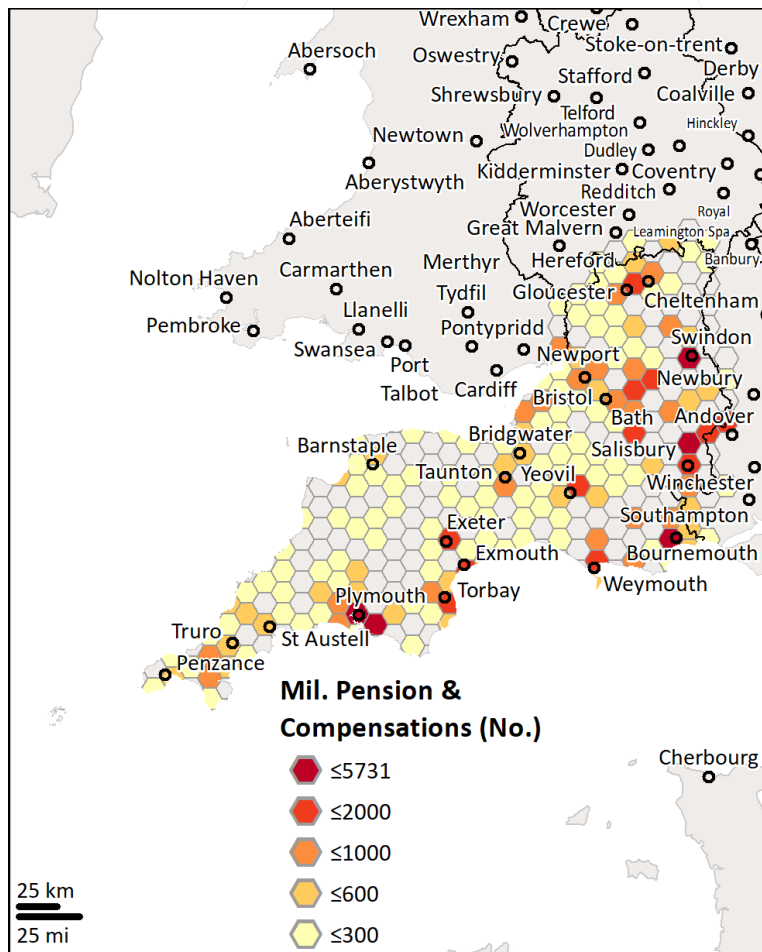 Wrexham
Crewe
Abersoch
Oswestry
Stoke-on-trent
Stafford
Derby
Shrewsbury
Coalville
Telford
Wolverhampton
Hinckley
Newtown
Dudley
Kidderminster
Coventry
Aberystwyth
Redditch
Worcester
Royal
Leamington Spa
Great Malvern
Aberteifi
Hereford
Banbury
Merthyr
Tydfil
Carmarthen
Nolton Haven
Gloucester
Cheltenham
Llanelli
Pembroke
Pontypridd
Swansea
Swindon
Port
Talbot
Newport
Cardiff
Newbury
Bristol
Bath
Andover
Bridgwater
Barnstaple
Salisbury
Taunton
Yeovil
Winchester
Southampton
Exeter
Exmouth
Bournemouth
Weymouth
Plymouth
Torbay
Truro
St Austell
Penzance
Mil. Pension &
Compensations (No.)
≤5731
≤2000
≤1000
≤600
≤300
Cherbourg
25 km
25 mi